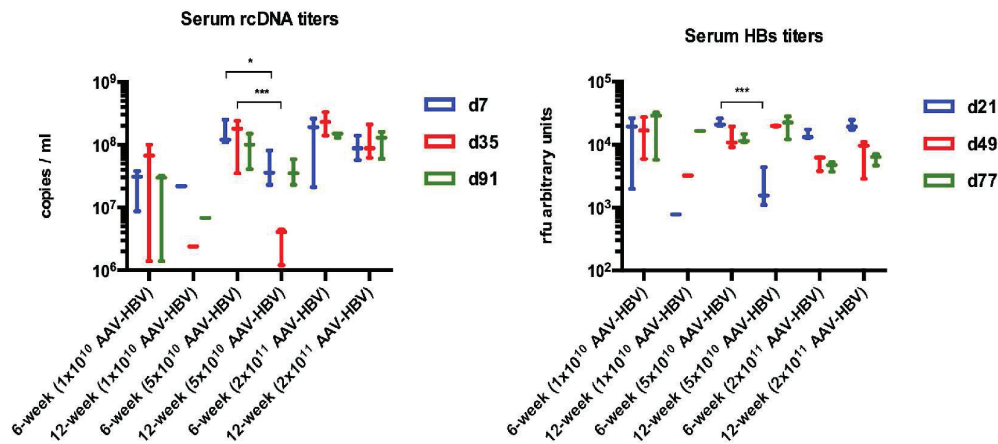 Serum rcDNA titers
*
***
copies / ml
10⁹
10⁸
10⁷
10⁶
d7
d35
d91
6-week (1x10¹⁰ AAV-HBV)
12-week (1x10¹⁰ AAV-HBV)
6-week (5x10¹⁰ AAV-HBV)
12-week (5x10¹⁰ AAV-HBV)
6-week (2x10¹¹ AAV-HBV)
12-week (2x10¹¹ AAV-HBV)
Serum HBs titers
***
rfu arbitrary units
10⁵
10⁴
10³
10²
d21
d49
d77
6-week (1x10¹⁰ AAV-HBV)
12-week (1x10¹⁰ AAV-HBV)
6-week (5x10¹⁰ AAV-HBV)
12-week (5x10¹⁰ AAV-HBV)
6-week (2x10¹¹ AAV-HBV)
12-week (2x10¹¹ AAV-HBV)